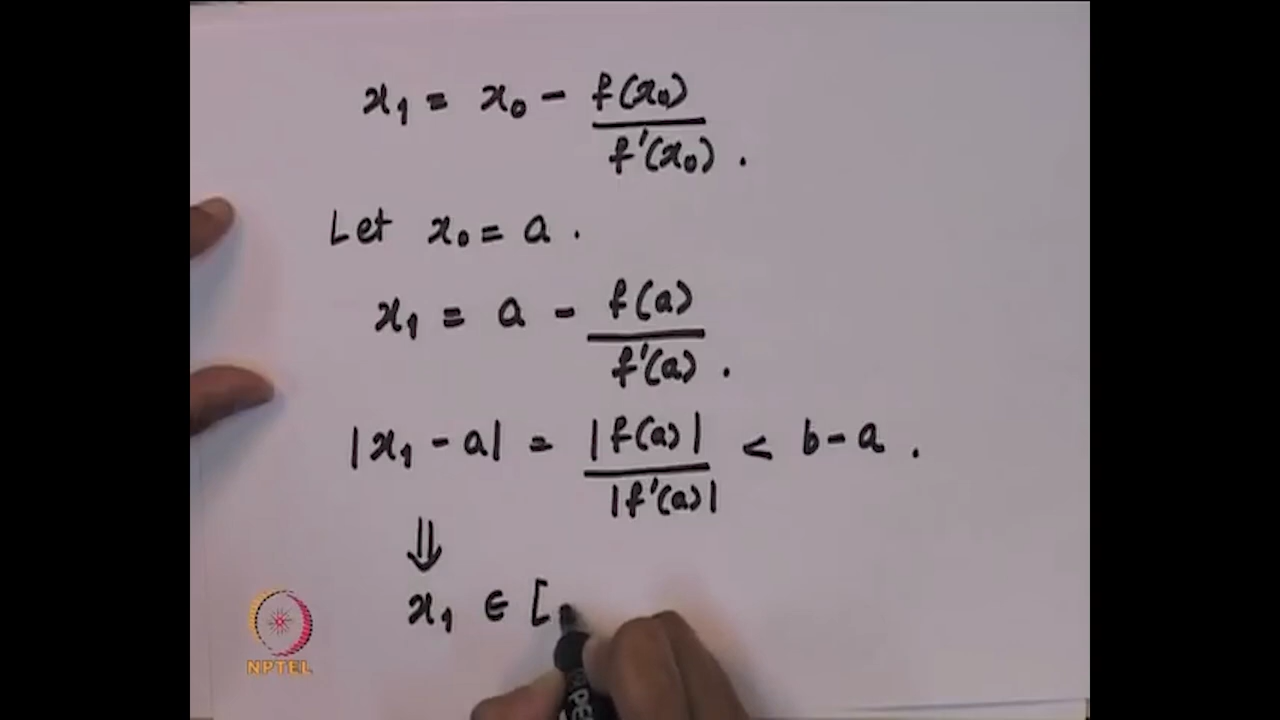 x₁ = x₀ - f(x₀) / f'(x₀) .
Let x₀ = a .
x₁ = a - f(a) / f'(a) .
|x₁ - a| = |f(a)| / |f'(a)| < b - a .
⇓
x₁ ∈ [
NPTEL